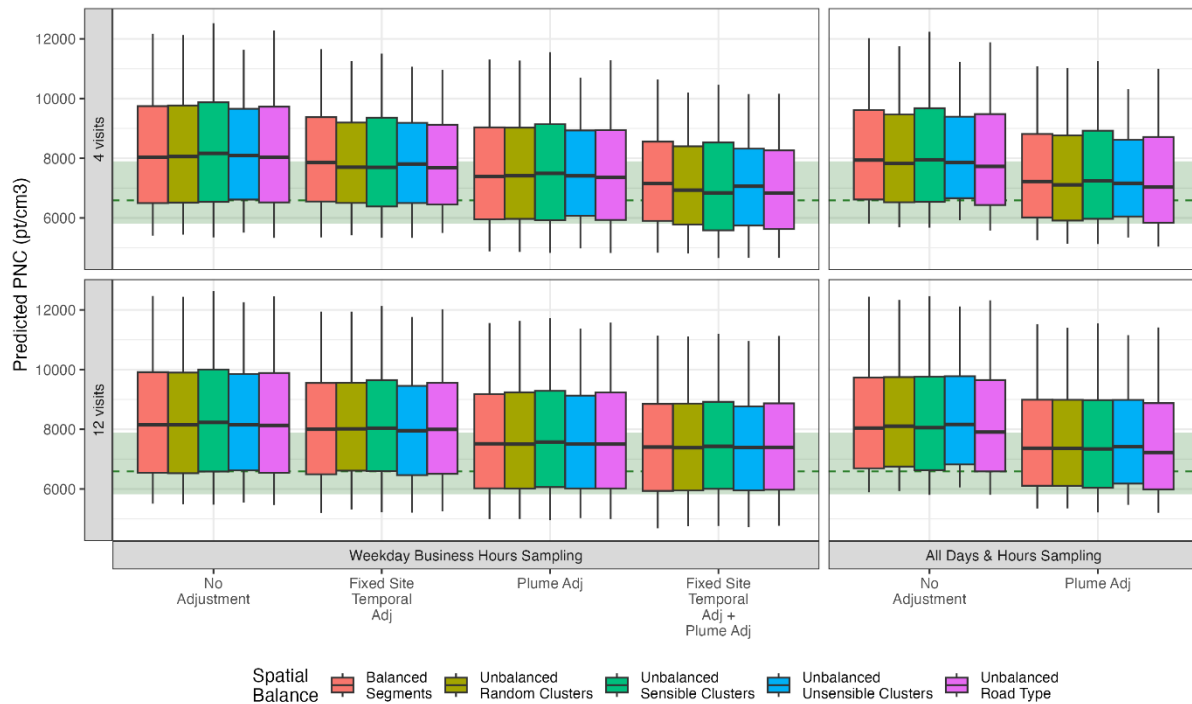 Predicted PNC (pt/cm3)
4 visits
12000
10000
8000
6000
12 visits
12000
10000
8000
6000
Weekday Business Hours Sampling
All Days & Hours Sampling
No
Adjustment
Fixed Site
Temporal
Adj
Plume Adj
Fixed Site
Temporal
Adj +
Plume Adj
No
Adjustment
Plume Adj
Spatial
Balance
Balanced
Segments
Unbalanced
Random Clusters
Unbalanced
Sensible Clusters
Unbalanced
Unsensible Clusters
Unbalanced
Road Type